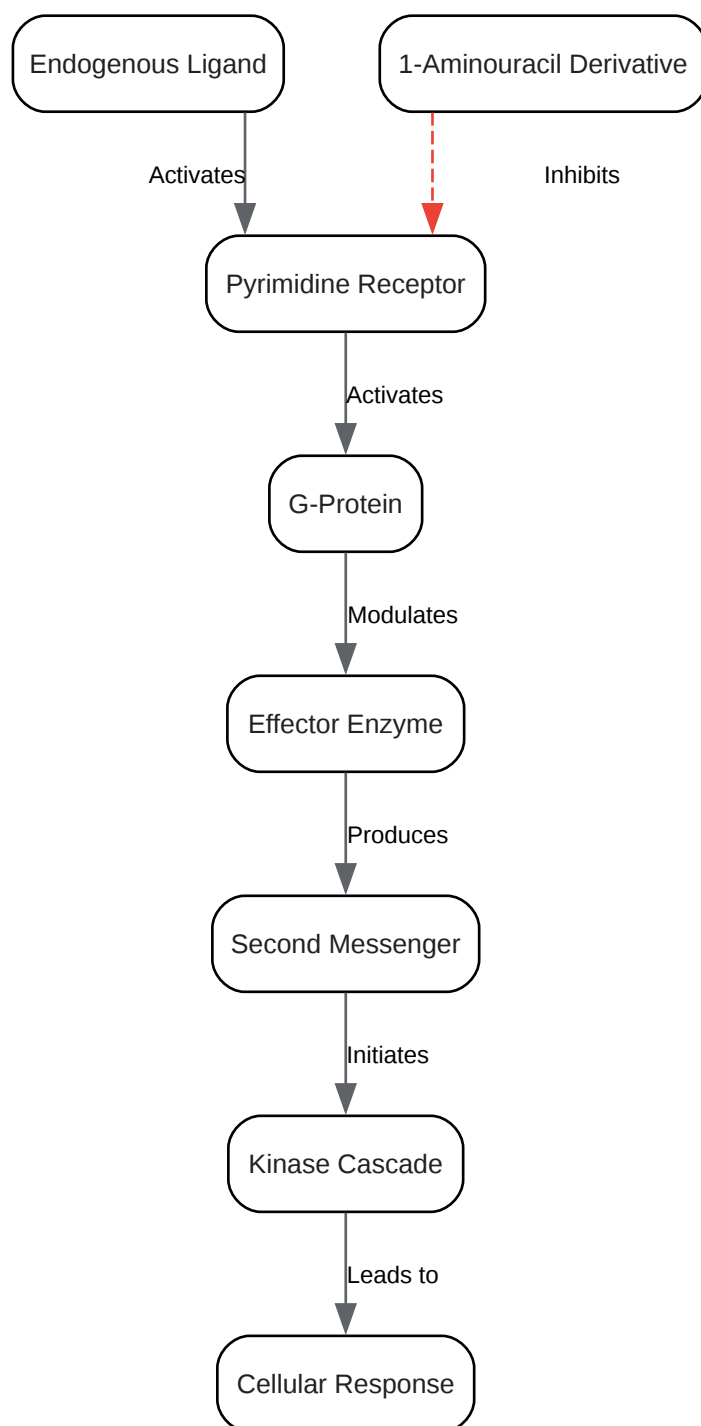 Endogenous Ligand
1-Aminouracil Derivative
Activates
Inhibits
Pyrimidine Receptor
Activates
G-Protein
Modulates
Effector Enzyme
Produces
Second Messenger
Initiates
Kinase Cascade
Leads to
Cellular Response